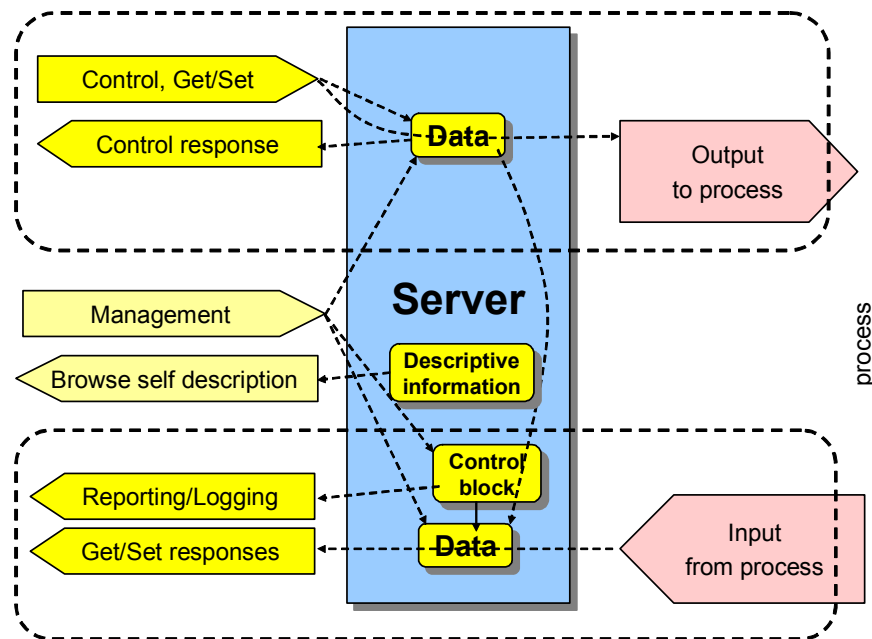 Control, Get/Set
Control response
Data
Output
to process
Server
Management
Browse self description
Descriptive
information
process
Control
block
Reporting/Logging
Get/Set responses
Data
Input
from process